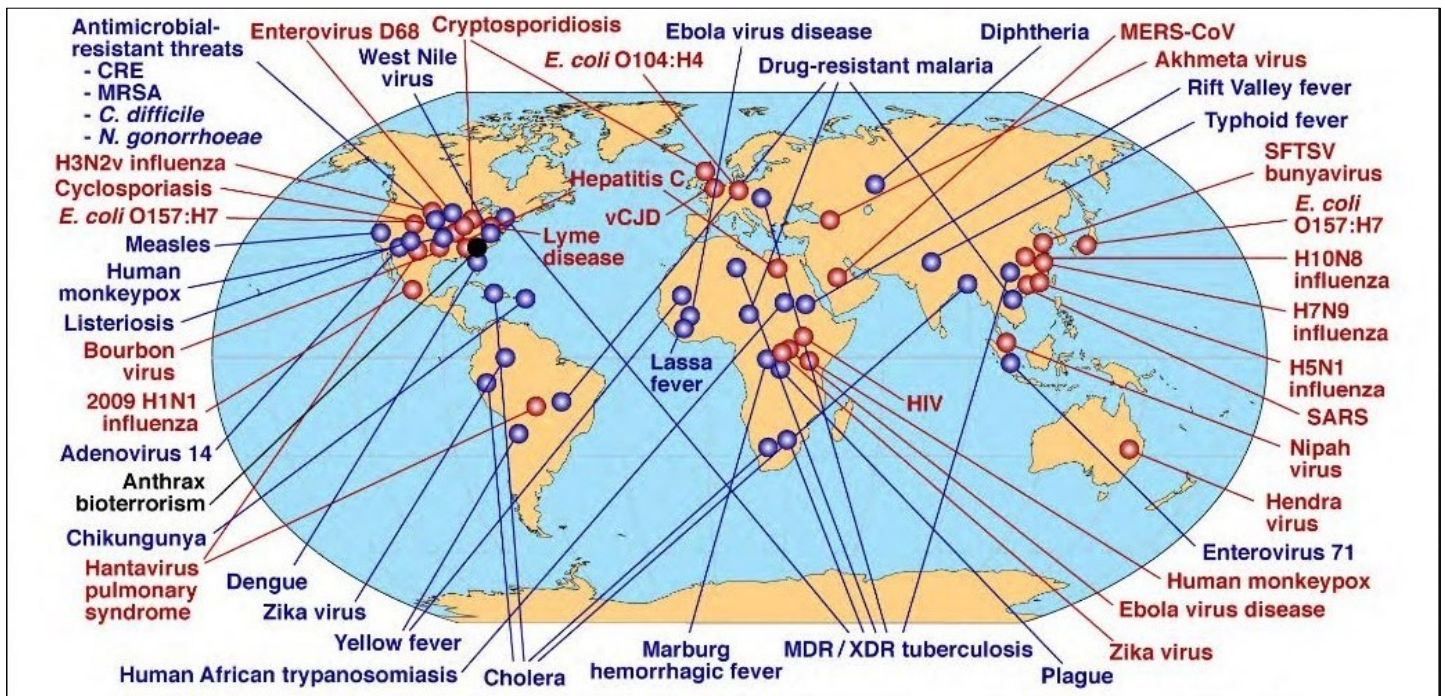 Antimicrobial-
resistant threats
- CRE
- MRSA
- C. difficile
- N. gonorrhoeae
Enterovirus D68
Cryptosporidiosis
West Nile
virus
E. coli O104:H4
Ebola virus disease
Drug-resistant malaria
Diphtheria
MERS-CoV
Akhmeta virus
Rift Valley fever
Typhoid fever
SFTSV
bunyavirus
E. coli
O157:H7
H10N8
influenza
H7N9
influenza
H5N1
influenza
SARS
Nipah
virus
Hendra
virus
Enterovirus 71
Human monkeypox
Ebola virus disease
Zika virus
Plague
MDR / XDR tuberculosis
Marburg
hemorrhagic fever
Cholera
Human African trypanosomiasis
Yellow fever
Zika virus
Dengue
Hantavirus
pulmonary
syndrome
Chikungunya
Anthrax
bioterrorism
Adenovirus 14
2009 H1N1
influenza
Bourbon
virus
Listeriosis
Human
monkeypox
Measles
E. coli O157:H7
Cyclosporiasis
H3N2v influenza
Hepatitis C
vCJD
Lyme
disease
Lassa
fever
HIV